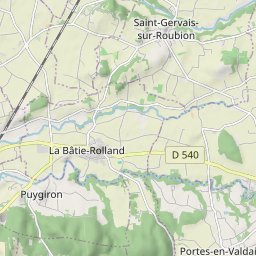 Saint-Gervais-
sur-Roubion
D 540
La Bâtie-Rolland
Puygiron
Portes-en-Valdai